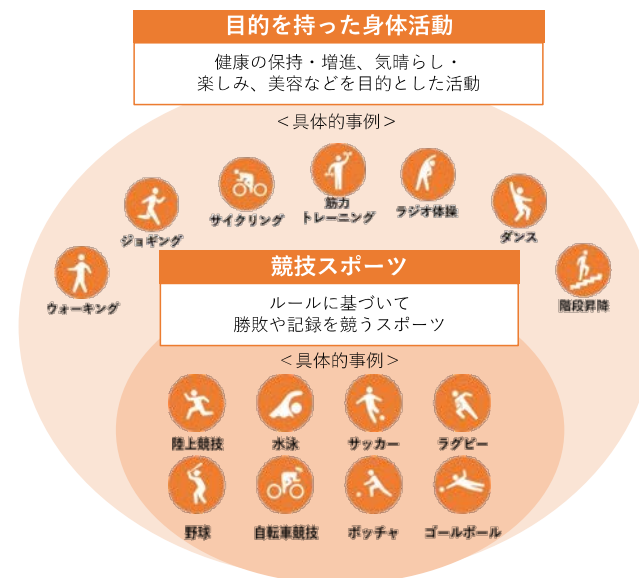 目的を持った身体活動
健康の保持・増進、気晴らし・
楽しみ、美容などを目的とした活動
＜具体的事例＞
ウォーキング
ジョギング
サイクリング
筋力
トレーニング
ラジオ体操
ダンス
階段昇降
競技スポーツ
ルールに基づいて
勝敗や記録を競うスポーツ
＜具体的事例＞
陸上競技
水泳
サッカー
ラグビー
野球
自転車競技
ボッチャ
ゴールボール